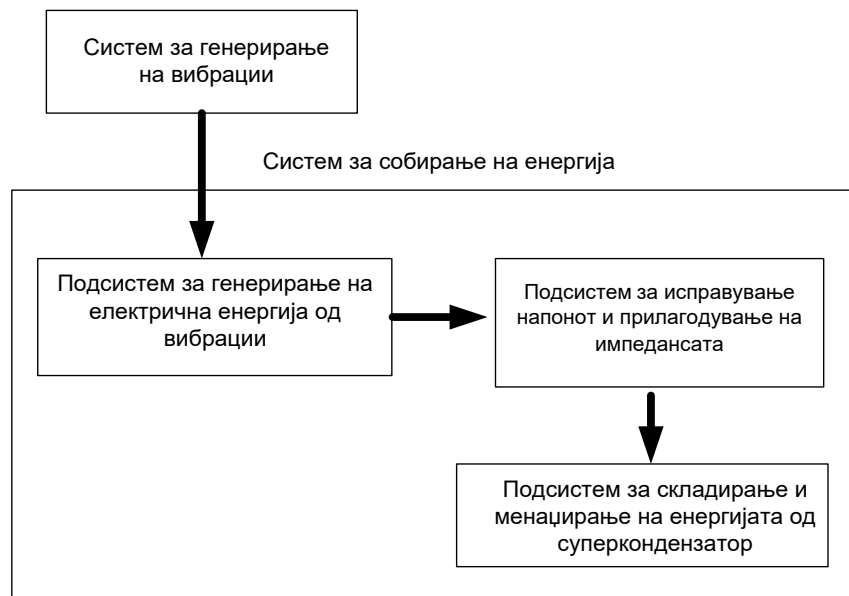 Систем за генерирање
на вибрации
Систем за собирање на енергија
Подсистем за генерирање на
електрична енергија од
вибрации
Подсистем за исправување
напонот и прилагодување на
импедансата
Подсистем за складирање и
менаџирање на енергијата од
суперкондензатор